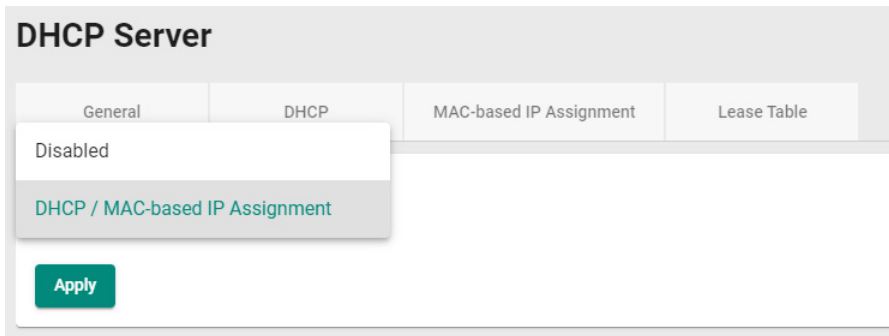 DHCP Server
General DHCP MAC-based IP Assignment Lease Table
Disabled
DHCP / MAC-based IP Assignment
Apply